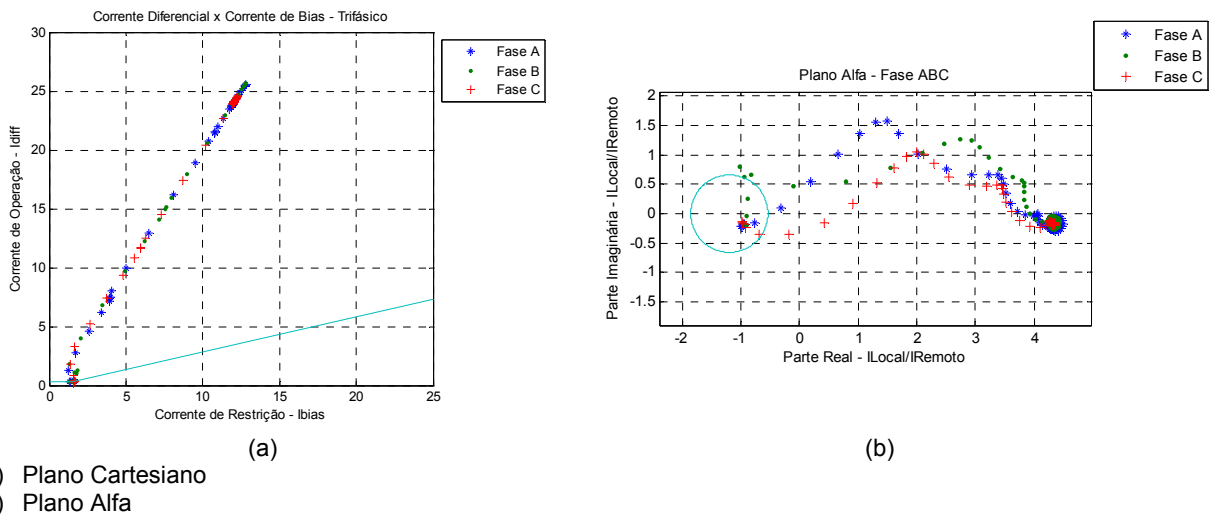 Corrente Diferencial x Corrente de Bias - Trifásico
30
25
20
15
10
5
0
0 5 10 15 20 25
Corrente de Operação - Idiff
Corrente de Restrição - Ibias
Fase A
Fase B
Fase C
(a)
Plano Alfa - Fase ABC
2
1.5
1
0.5
0
-0.5
-1
-1.5
-2 -1 0 1 2 3 4
Parte Imaginária - ILocal/IRemoto
Parte Real - ILocal/IRemoto
Fase A
Fase B
Fase C
(b)
) Plano Cartesiano
) Plano Alfa